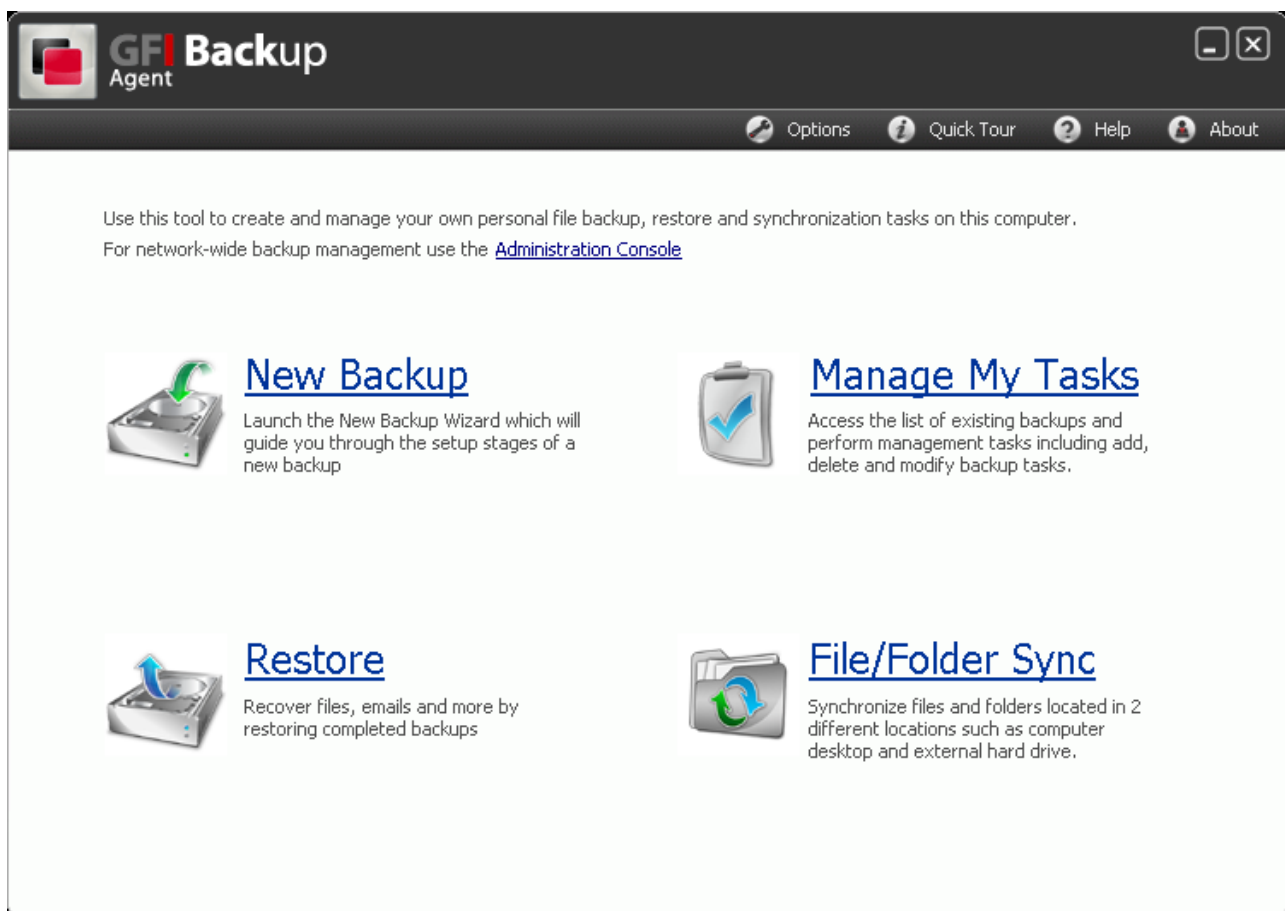 GFI Backup
Agent
Options Quick Tour Help About
Use this tool to create and manage your own personal file backup, restore and synchronization tasks on this computer.
For network-wide backup management use the Administration Console
New Backup
Launch the New Backup Wizard which will
guide you through the setup stages of a
new backup
Manage My Tasks
Access the list of existing backups and
perform management tasks including add,
delete and modify backup tasks.
Restore
Recover files, emails and more by
restoring completed backups
File/Folder Sync
Synchronize files and folders located in 2
different locations such as computer
desktop and external hard drive.